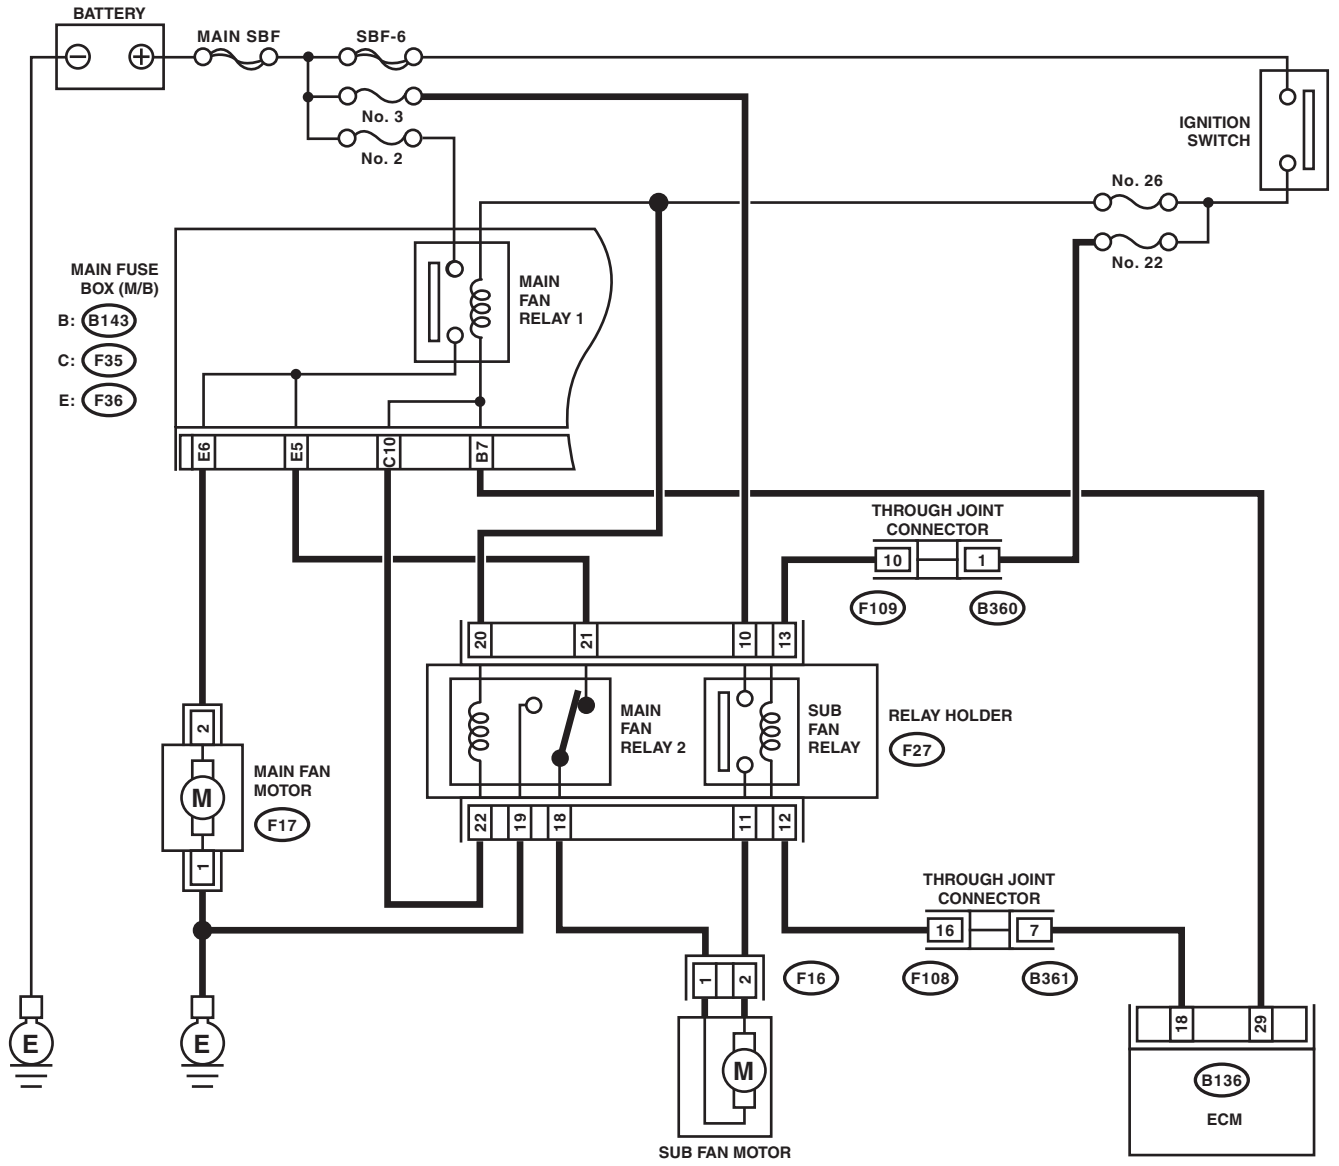 BATTERY
MAIN SBF
SBF-6
No. 3
No. 2
IGNITION
SWITCH
No. 26
No. 22
MAIN FUSE
BOX (M/B)
B: B143
C: F35
E: F36
MAIN
FAN
RELAY 1
E6
E5
C10
B7
THROUGH JOINT
CONNECTOR
10
1
F109
B360
20
21
10
13
MAIN
FAN
RELAY 2
SUB
FAN
RELAY
RELAY HOLDER
F27
22
19
18
11
12
2
M
1
MAIN FAN
MOTOR
F17
THROUGH JOINT
CONNECTOR
16
7
F108
B361
1
2
F16
M
SUB FAN MOTOR
E
E
18
29
B136
ECM